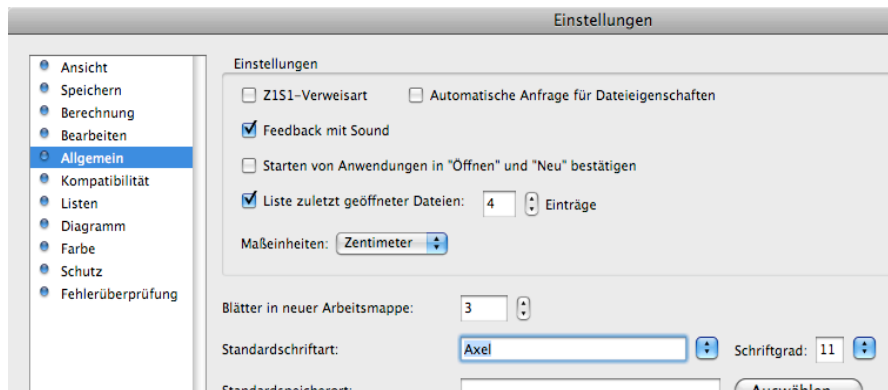 Einstellungen
Ansicht
Speichern
Berechnung
Bearbeiten
Allgemein
Kompatibilität
Listen
Diagramm
Farbe
Schutz
Fehlerüberprüfung
Einstellungen
Z1S1-Verweisart Automatische Anfrage für Dateieigenschaften
Feedback mit Sound
Starten von Anwendungen in "Öffnen" und "Neu" bestätigen
Liste zuletzt geöffneter Dateien: 4 Einträge
Maßeinheiten: Zentimeter
Blätter in neuer Arbeitsmappe: 3
Standardschriftart: Axel Schriftgrad: 11
Standardspeicherort: Auswählen...